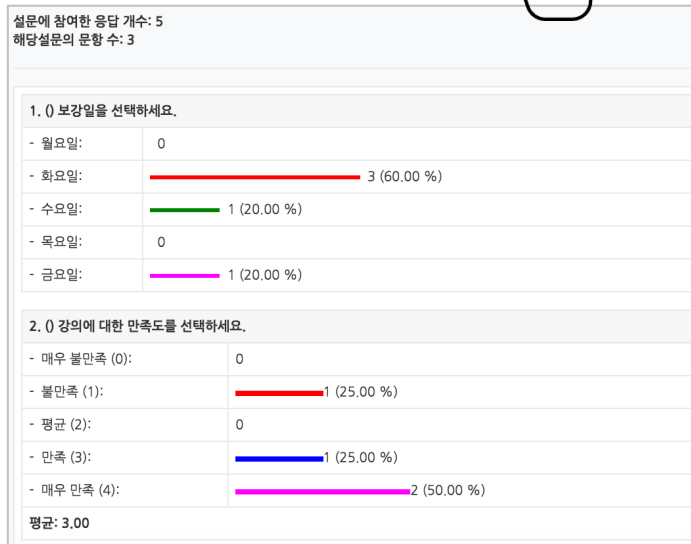 설문에 참여한 응답 개수: 5
해당설문의 문항 수: 3
1. () 보강일을 선택하세요.
- 월요일: 0
- 화요일: 3 (60.00 %)
- 수요일: 1 (20.00 %)
- 목요일: 0
- 금요일: 1 (20.00 %)
2. () 강의에 대한 만족도를 선택하세요.
- 매우 불만족 (0): 0
- 불만족 (1): 1 (25.00 %)
- 평균 (2): 0
- 만족 (3): 1 (25.00 %)
- 매우 만족 (4): 2 (50.00 %)
평균: 3.00